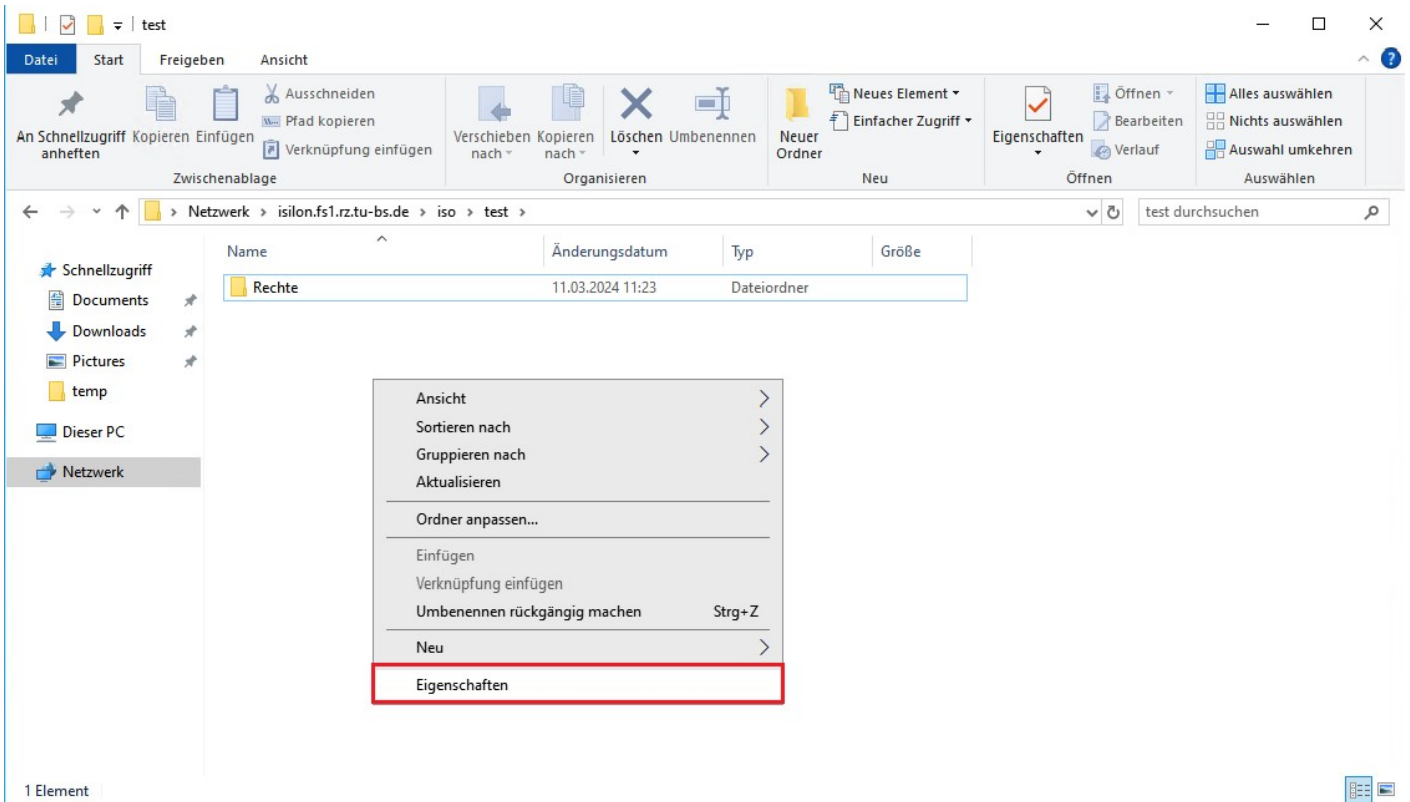 test
Datei Start Freigeben Ansicht
An Schnellzugriff anheften
Kopieren
Einfügen
Ausschneiden
Pfad kopieren
Verknüpfung einfügen
Zwischenablage
Verschieben nach
Kopieren nach
Löschen
Umbenennen
Organisieren
Neuer Ordner
Neues Element
Einfacher Zugriff
Neu
Eigenschaften
Öffnen
Bearbeiten
Verlauf
Öffnen
Alles auswählen
Nichts auswählen
Auswahl umkehren
Auswählen
Netzwerk > isilon.fs1.rz.tu-bs.de > iso > test >
test durchsuchen
Schnellzugriff
Documents
Downloads
Pictures
temp
Dieser PC
Netzwerk
Name Änderungsdatum Typ Größe
Rechte 11.03.2024 11:23 Dateiordner
Ansicht
Sortieren nach
Gruppieren nach
Aktualisieren
Ordner anpassen...
Einfügen
Verknüpfung einfügen
Umbenennen rückgängig machen Strg+Z
Neu
Eigenschaften
1 Element